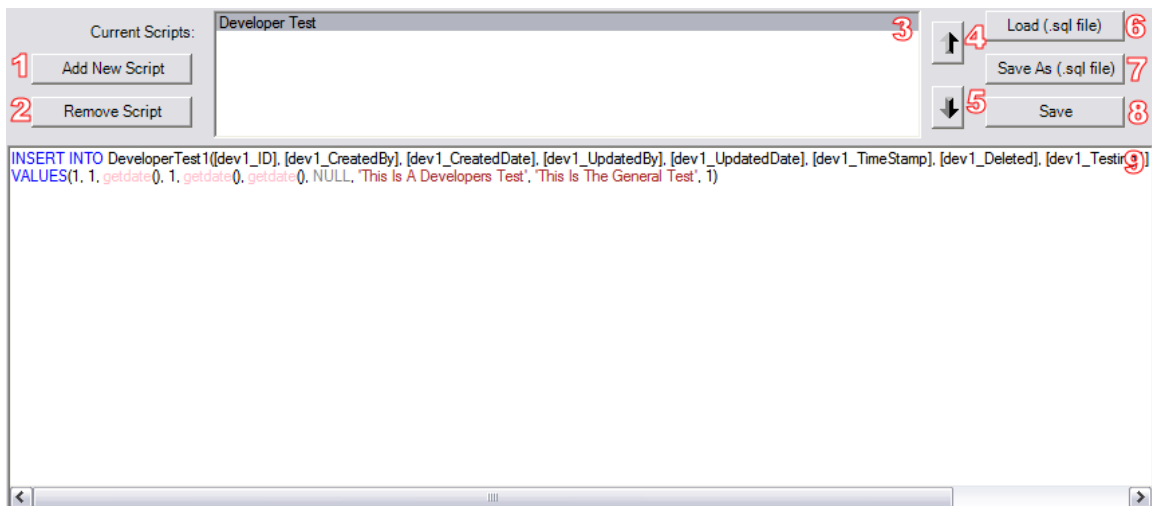 Current Scripts:
Developer Test
3
4
Load (.sql file)
6
1
Add New Script
Save As (.sql file)
7
2
Remove Script
5
Save
8
INSERT INTO DeveloperTest1([dev1_ID], [dev1_CreatedBy], [dev1_CreatedDate], [dev1_UpdatedBy], [dev1_UpdatedDate], [dev1_TimeStamp], [dev1_Deleted],
9
VALUES(1, 1, getdate(), 1, getdate(), getdate(), NULL, 'This Is A Developers Test', 'This Is The General Test', 1)